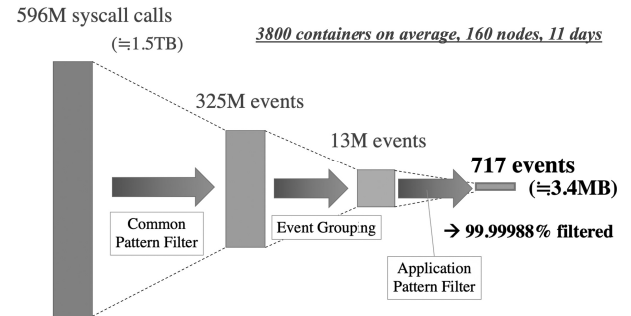 596M syscall calls
(≒1.5TB)
3800 containers on average, 160 nodes, 11 days
325M events
13M events
717 events
(≒3.4MB)
Common
Pattern Filter
Event Grouping
→ 99.99988% filtered
Application
Pattern Filter